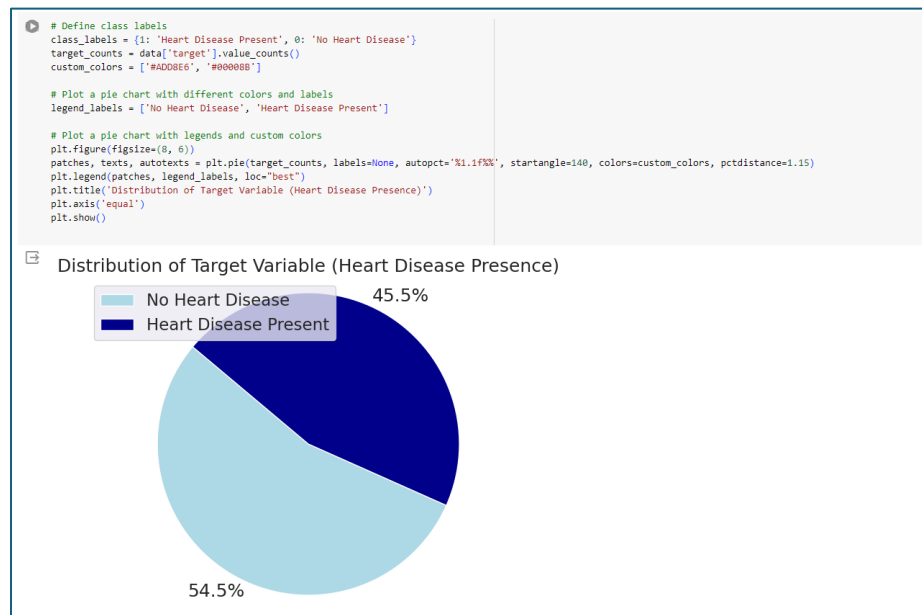 # Define class labels
class_labels = {1: 'Heart Disease Present', 0: 'No Heart Disease'}
target_counts = data['target'].value_counts()
custom_colors = ['#ADD8E6', '#00008B']
# Plot a pie chart with different colors and labels
legend_labels = ['No Heart Disease', 'Heart Disease Present']
# Plot a pie chart with legends and custom colors
plt.figure(figsize=(8, 6))
patches, texts, autotexts = plt.pie(target_counts, labels=None, autopct='%1.1f%%', startangle=140, colors=custom_colors, pctdistance=1.15)
plt.legend(patches, legend_labels, loc="best")
plt.title('Distribution of Target Variable (Heart Disease Presence)')
plt.axis('equal')
plt.show()
Distribution of Target Variable (Heart Disease Presence)
No Heart Disease
Heart Disease Present
45.5%
54.5%